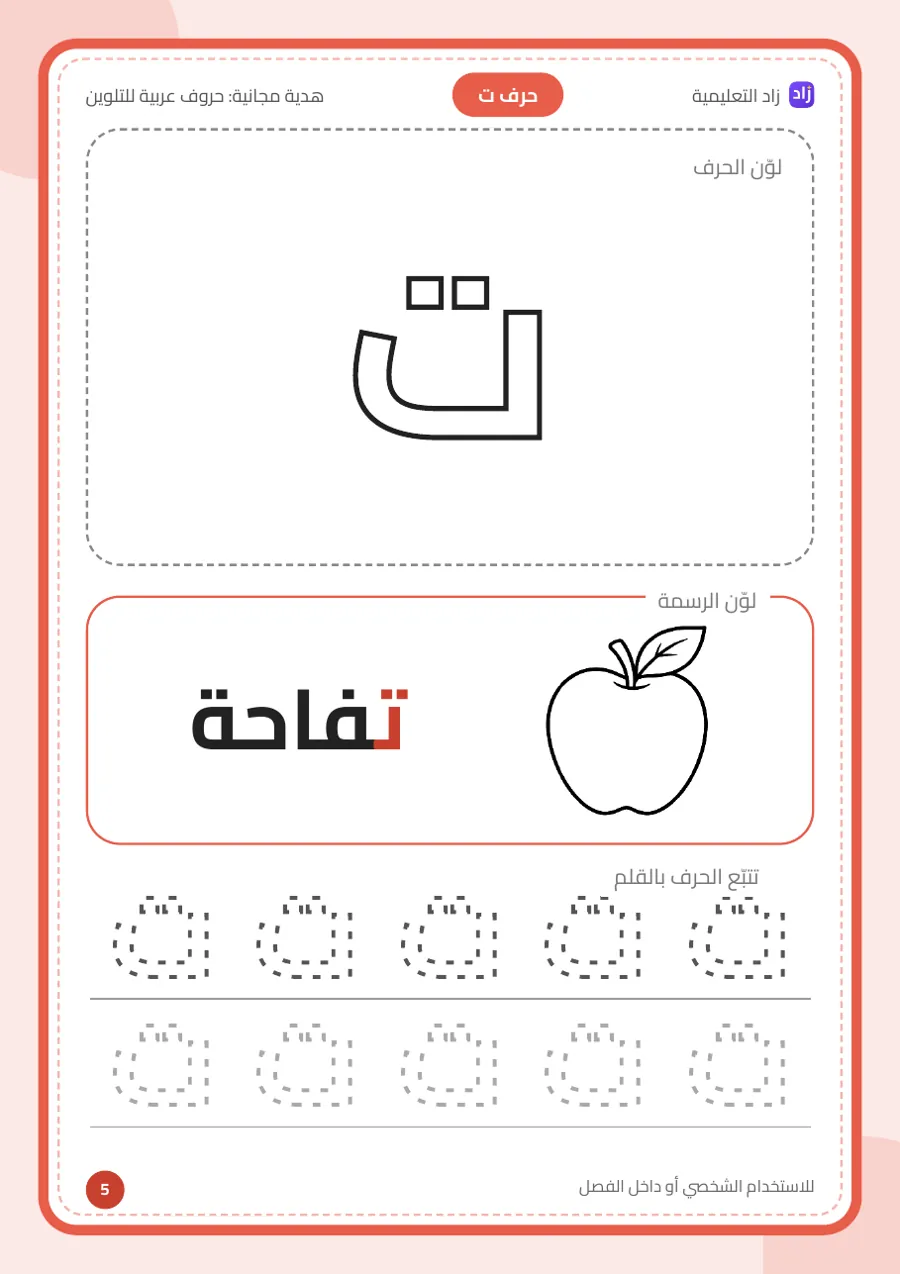 زاد زاد التعليمية
حرف ت
هدية مجانية: حروف عربية للتلوين
لوّن الحرف
ت
لوّن الرسمة
تفاحة
تتبّع الحرف بالقلم
ت ت ت ت ت
ت ت ت ت ت
للاستخدام الشخصي أو داخل الفصل
5